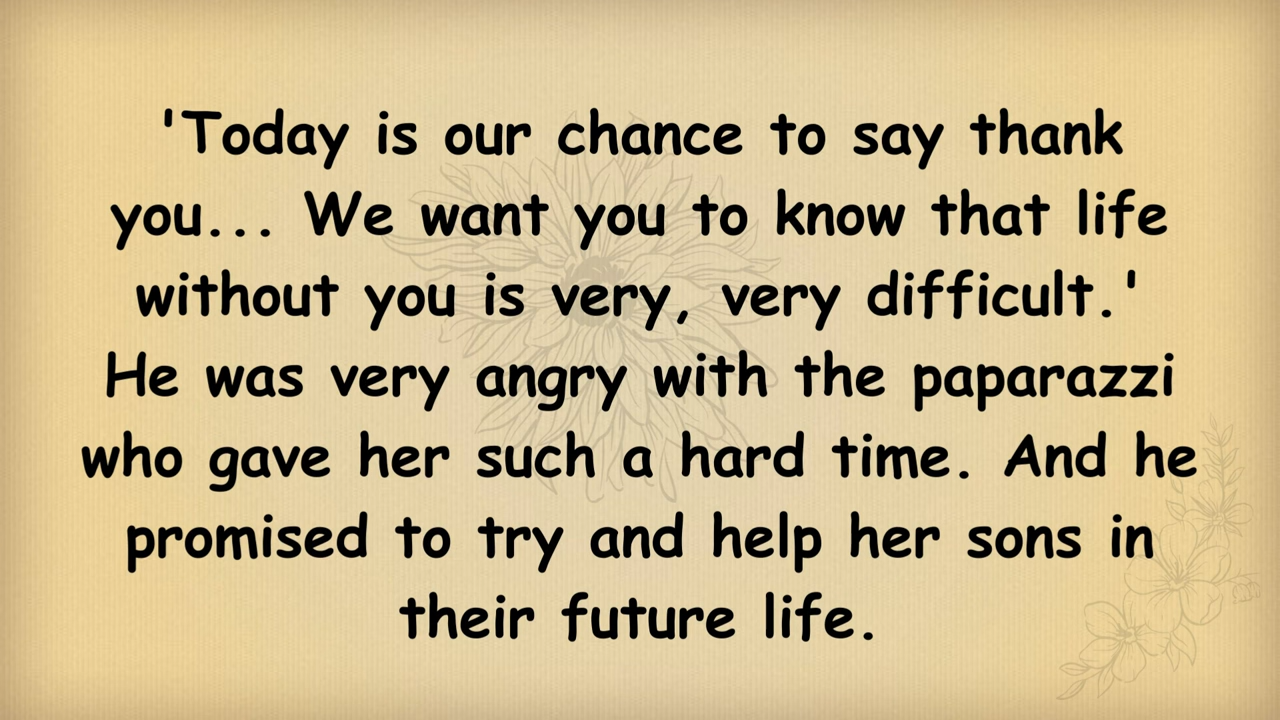 'Today is our chance to say thank
you... We want you to know that life
without you is very, very difficult.'
He was very angry with the paparazzi
who gave her such a hard time. And he
promised to try and help her sons in
their future life.